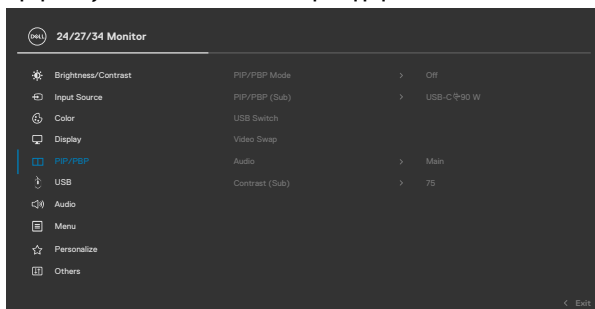 DELL
24/27/34 Monitor
Brightness/Contrast
PIP/PBP Mode > Off
Input Source
PIP/PBP (Sub) > USB-C 90 W
Color
USB Switch
Display
Video Swap
PIP/PBP
Audio > Main
USB
Contrast (Sub) > 75
Audio
Menu
Personalize
Others
< Exit